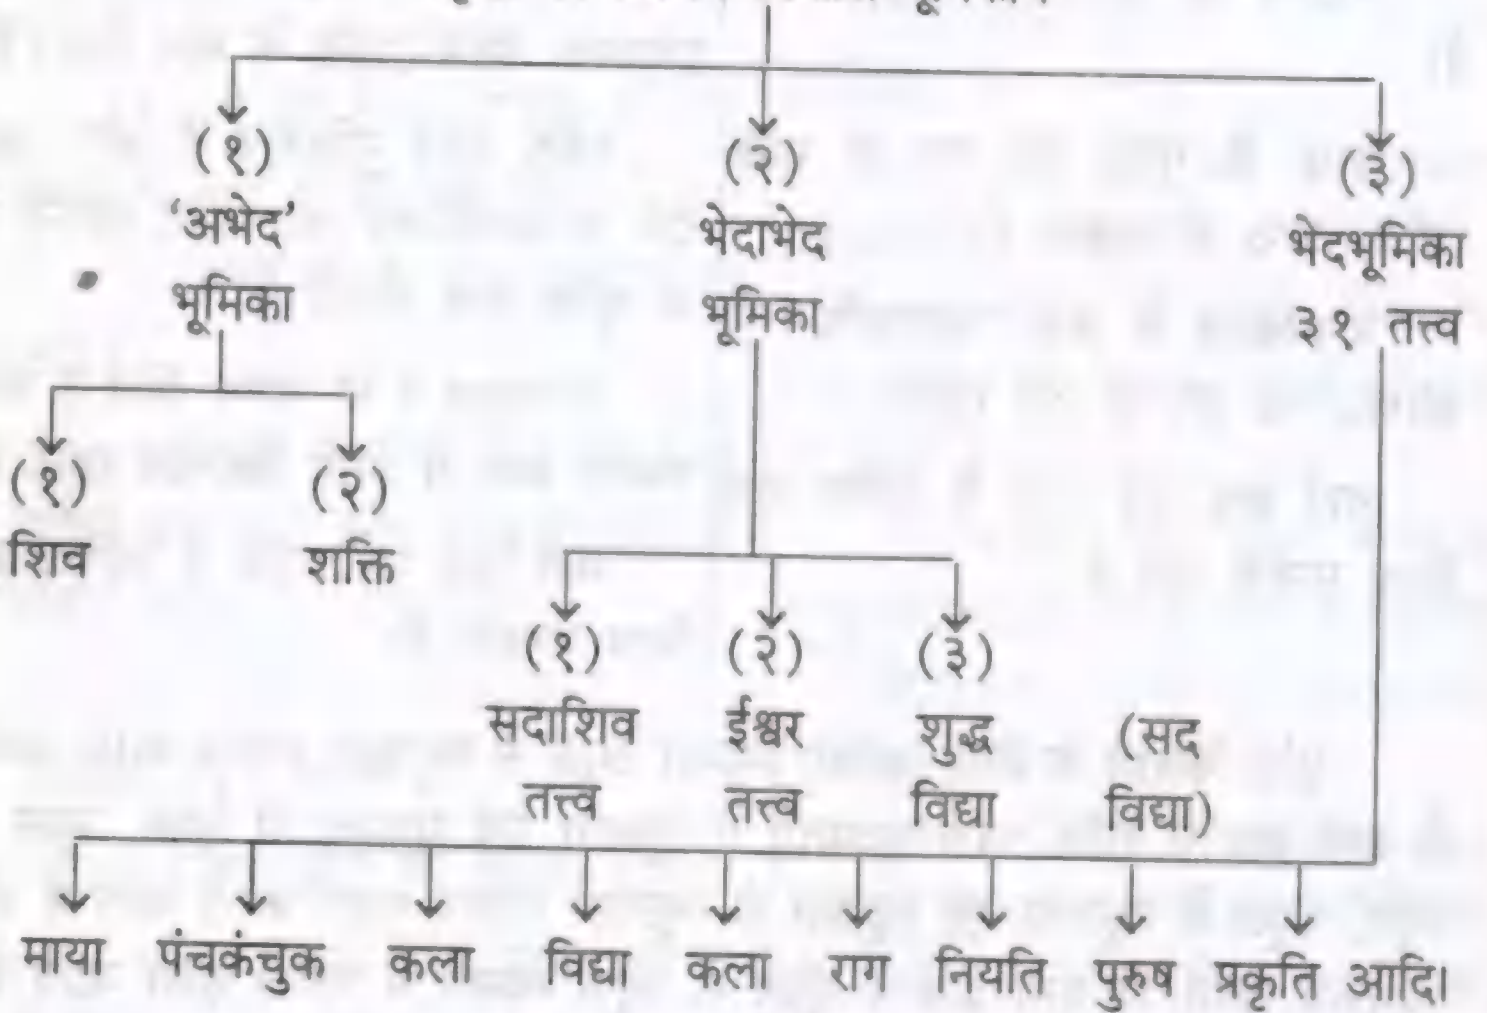 (१)
'अभेद'
भूमिका
(२)
भेदाभेद
भूमिका
(३)
भेदभूमिका
३१ तत्त्व
(१)
शिव
(२)
शक्ति
(१)
सदाशिव
तत्त्व
(२)
ईश्वर
तत्त्व
(३)
शुद्ध
विद्या
(सद
विद्या)
माया पंचकंचुक कला विद्या कला राग नियति पुरुष प्रकृति आदि।